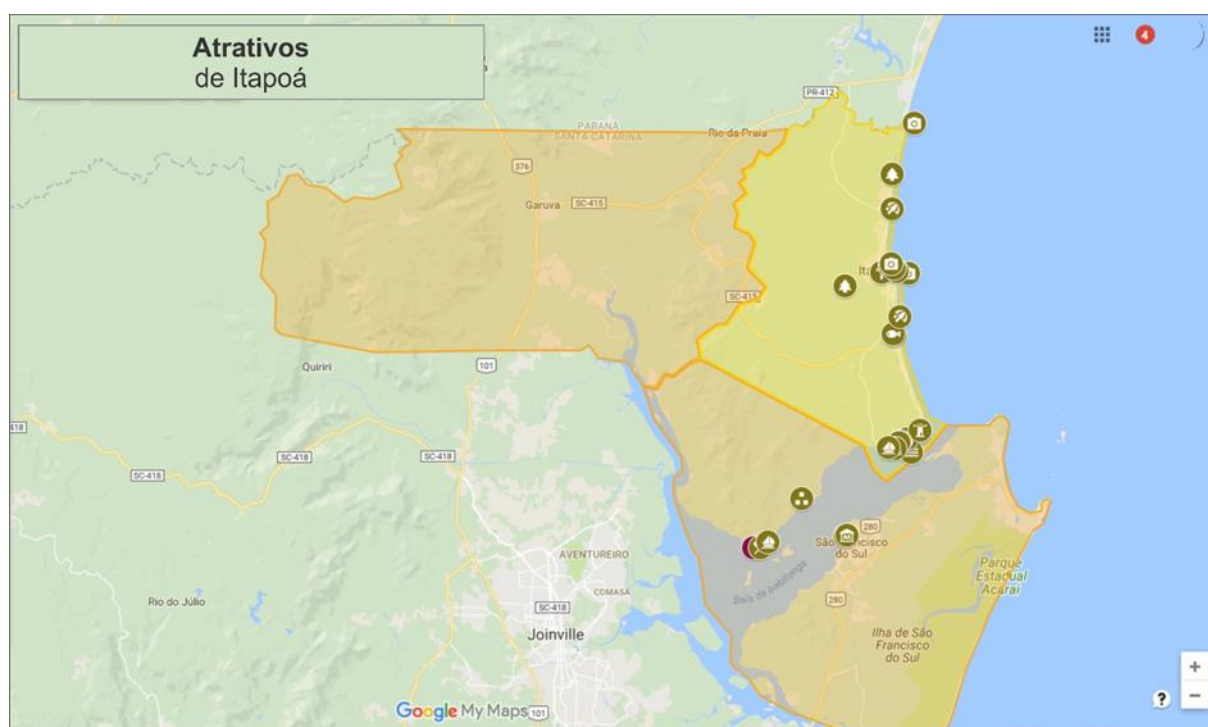 Atrativos
de Itapoá
4
PR-412
PARANÁ
SANTA CATARINA
Rio da Praia
376
Garuva
SC-415
SC-415
Quiriri
101
418
SC-418
SC-418
SC-418
280
São Francisco
do Sul
AVENTUREIRO
Baía da babitonga
Parque
Estadual
Acaraí
COMASA
280
Rio do Júlio
SC-418
Joinville
Ilha de São
Francisco
do Sul
Google My Maps
101
+
?
−